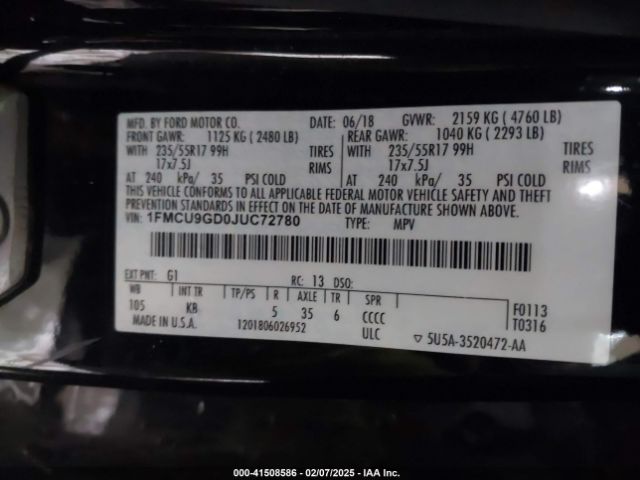 MFD. BY FORD MOTOR CO. DATE: 06/18 GVWR: 2159 KG ( 4760 LB)
FRONT GAWR: 1125 KG ( 2480 LB) REAR GAWR: 1040 KG ( 2293 LB)
WITH 235/55R17 99H TIRES WITH 235/55R17 99H TIRES
17x7.5J RIMS 17x7.5J RIMS
AT 240 kPa/ 35 PSI COLD AT 240 kPa/ 35 PSI COLD
THIS VEHICLE CONFORMS TO ALL APPLICABLE FEDERAL MOTOR VEHICLE SAFETY AND THEFT
PREVENTION STANDARDS IN EFFECT ON THE DATE OF MANUFACTURE SHOWN ABOVE.
VIN: 1FMCU9GD0JUC72780 TYPE: MPV
EXT PNT: G1 RC: 13 DSO:
WB INT TR TP/PS R AXLE TR SPR F0113
105 KB 5 35 6 CCCC T0316
MADE IN U.S.A. 1201806026952 ULC ▽ 5U5A-3520472-AA
000-41508586 - 02/07/2025 - IAAI.COM